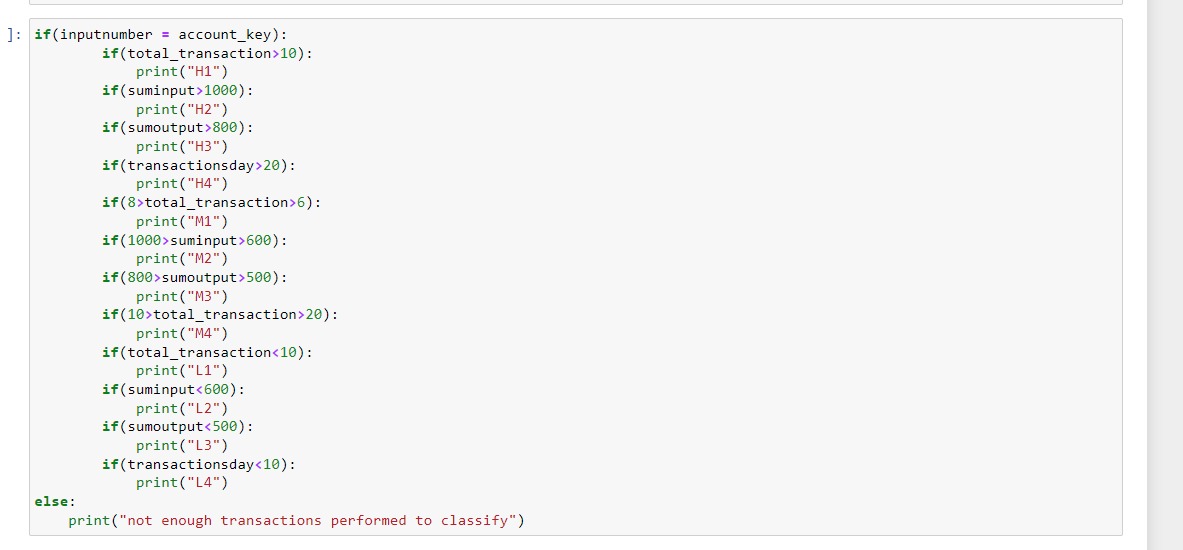 ]: if(inputnumber = account_key):
        if(total_transaction>10):
            print("H1")
        if(suminput>1000):
            print("H2")
        if(sumoutput>800):
            print("H3")
        if(transactionsday>20):
            print("H4")
        if(8>total_transaction>6):
            print("M1")
        if(1000>suminput>600):
            print("M2")
        if(800>sumoutput>500):
            print("M3")
        if(10>total_transaction>20):
            print("M4")
        if(total_transaction<10):
            print("L1")
        if(suminput<600):
            print("L2")
        if(sumoutput<500):
            print("L3")
        if(transactionsday<10):
            print("L4")
else:
    print("not enough transactions performed to classify")